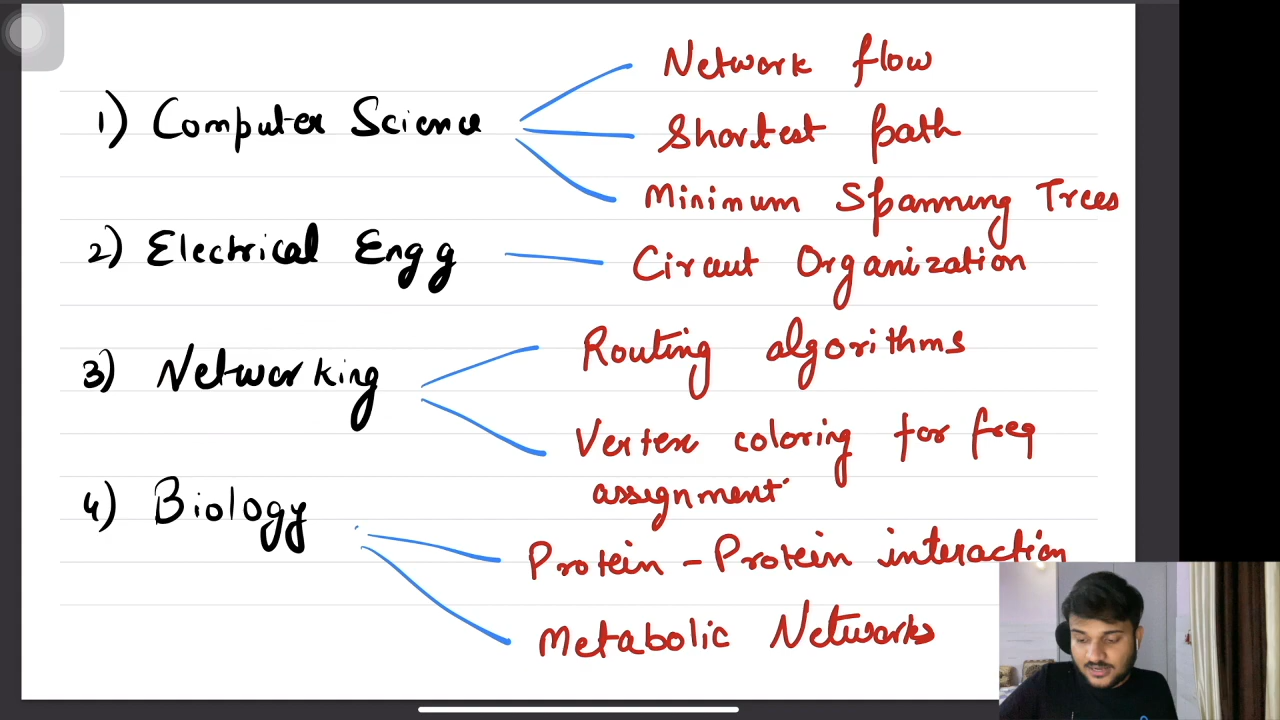 Network flow
1) Computer Science
Shortest path
Minimum Spanning Trees
2) Electrical Engg
Circuit Organization
Routing algorithms
3) Networking
Vertex coloring for freq
assignment
4) Biology
Protein - Protein interaction
Metabolic Networks